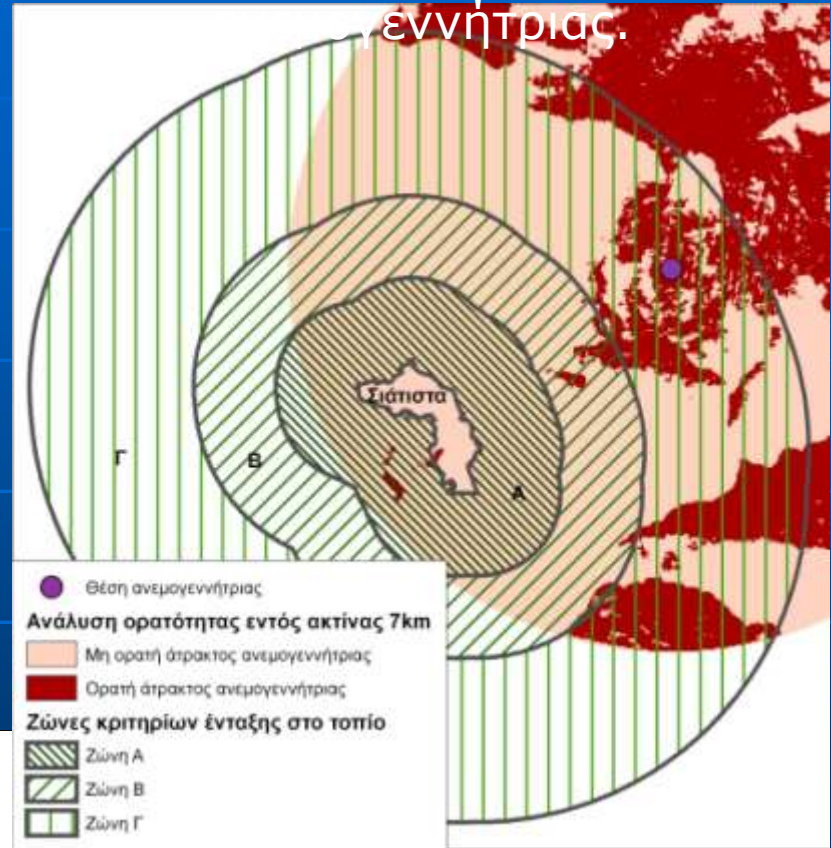 Σιάτιστα
Γ
Β
Α
Θέση ανεμογεννήτριας
Ανάλυση ορατότητας εντός ακτίνας 7km
Μη ορατή άτρακτος ανεμογεννήτριας
Ορατή άτρακτος ανεμογεννήτριας
Ζώνες κριτηρίων ένταξης στο τοπίο
Ζώνη Α
Ζώνη Β
Ζώνη Γ